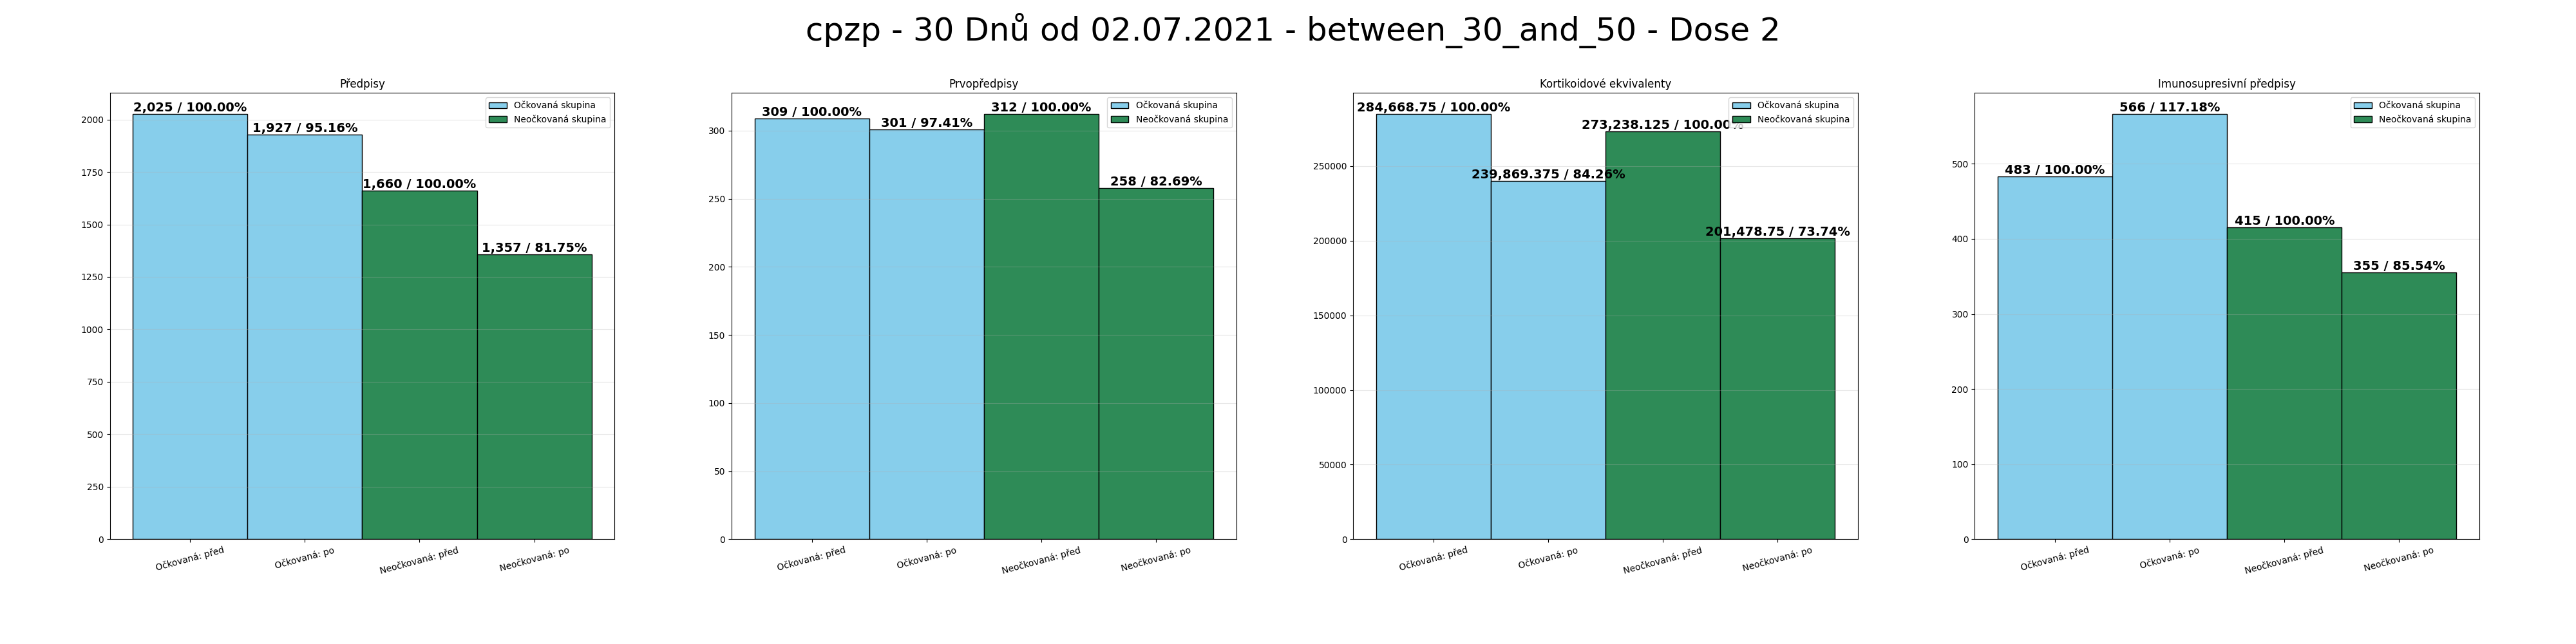 cpzp - 30 Dnů od 02.07.2021 - between_30_and_50 - Dose 2
Předpisy
2,025 / 100.00%
1,927 / 95.16%
1,660 / 100.00%
1,357 / 81.75%
Očkovaná skupina
Neočkovaná skupina
2000
1750
1500
1250
1000
750
500
250
0
Očkovaná: před
Očkovaná: po
Neočkovaná: před
Neočkovaná: po
Prvopředpisy
309 / 100.00%
301 / 97.41%
312 / 100.00%
258 / 82.69%
Očkovaná skupina
Neočkovaná skupina
300
250
200
150
100
50
0
Očkovaná: před
Očkovaná: po
Neočkovaná: před
Neočkovaná: po
Kortikoidové ekvivalenty
284,668.75 / 100.00%
239,869.375 / 84.26%
273,238.125 / 100.00%
201,478.75 / 73.74%
Očkovaná skupina
Neočkovaná skupina
250000
200000
150000
100000
50000
0
Očkovaná: před
Očkovaná: po
Neočkovaná: před
Neočkovaná: po
Imunosupresivní předpisy
483 / 100.00%
566 / 117.18%
415 / 100.00%
355 / 85.54%
Očkovaná skupina
Neočkovaná skupina
500
400
300
200
100
0
Očkovaná: před
Očkovaná: po
Neočkovaná: před
Neočkovaná: po